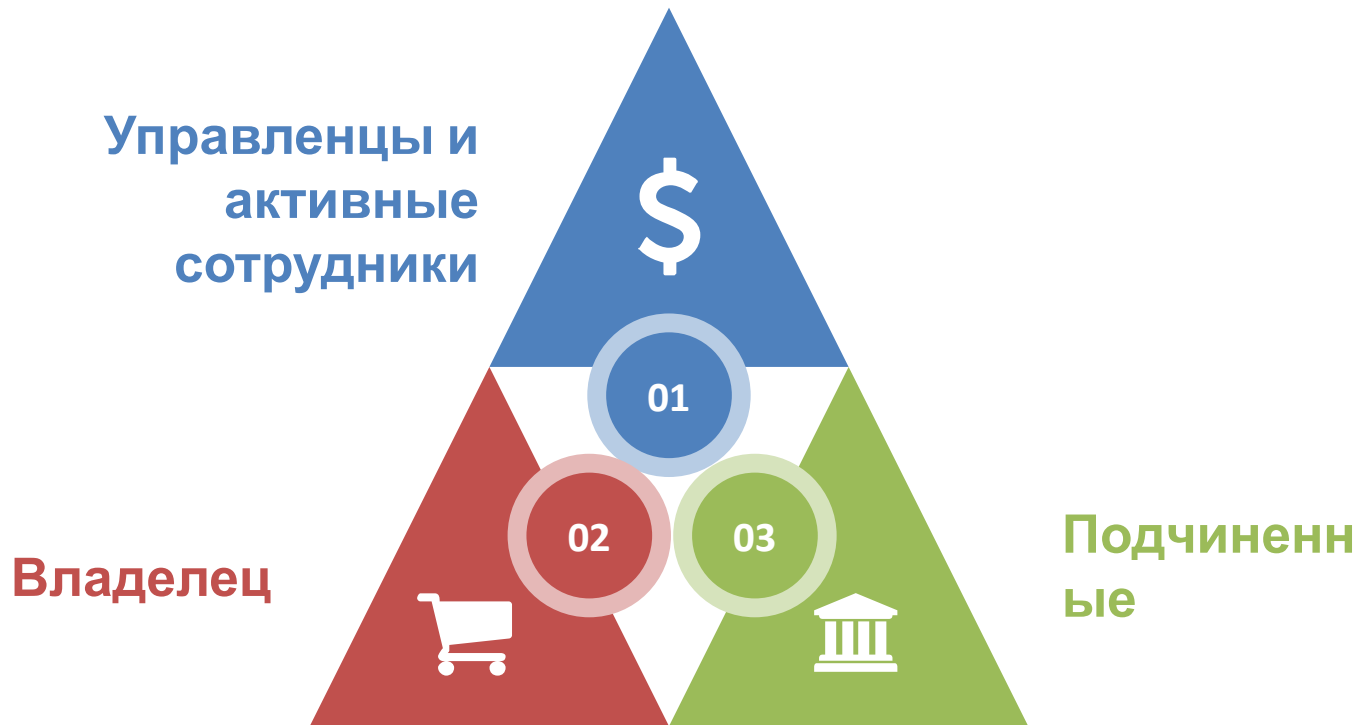 Управленцы и
активные
сотрудники
$
01
02
03
Владелец
Подчиненн
ые